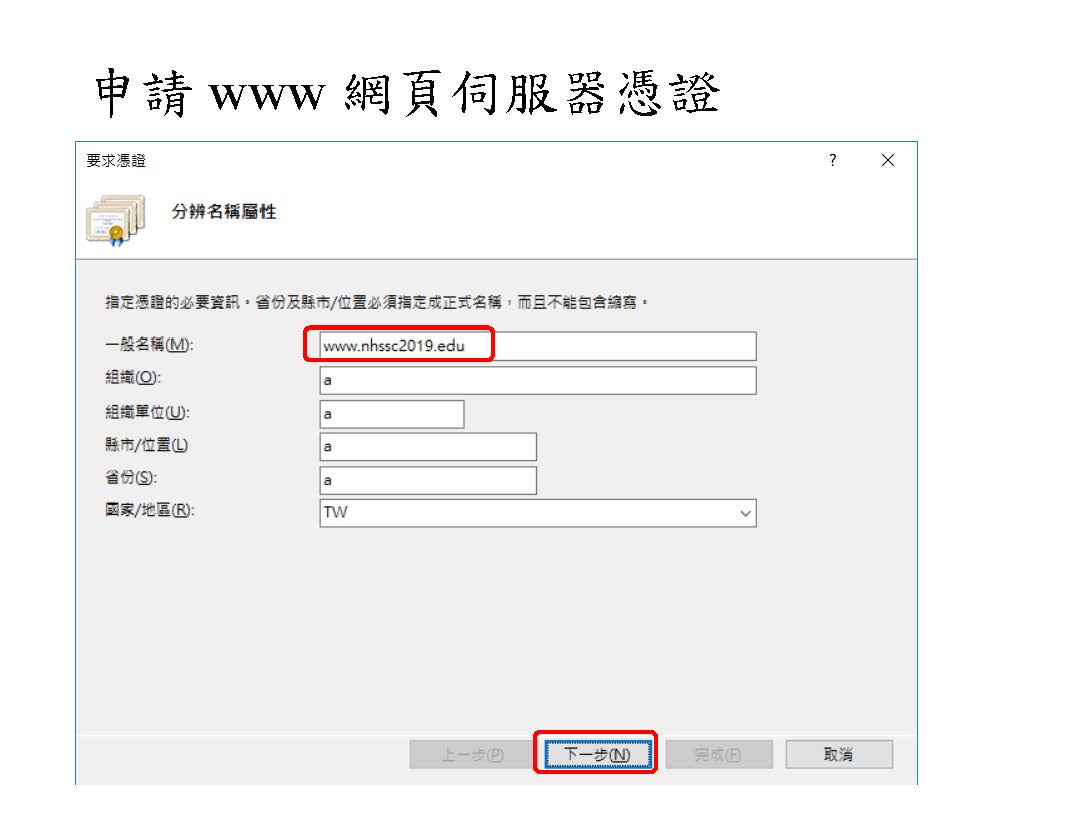 申請 www 網頁伺服器憑證
要求憑證 ?
分辨名稱屬性
指定憑證的必要資訊。省份及縣市/位置必須指定成正式名稱，而且不能包含縮寫。
一般名稱(M): www.nhssc2019.edu
組織(O): a
組織單位(U): a
縣市/位置(L) a
省份(S): a
國家/地區(R): TW
上一步(P) 下一步(N) 完成(F) 取消